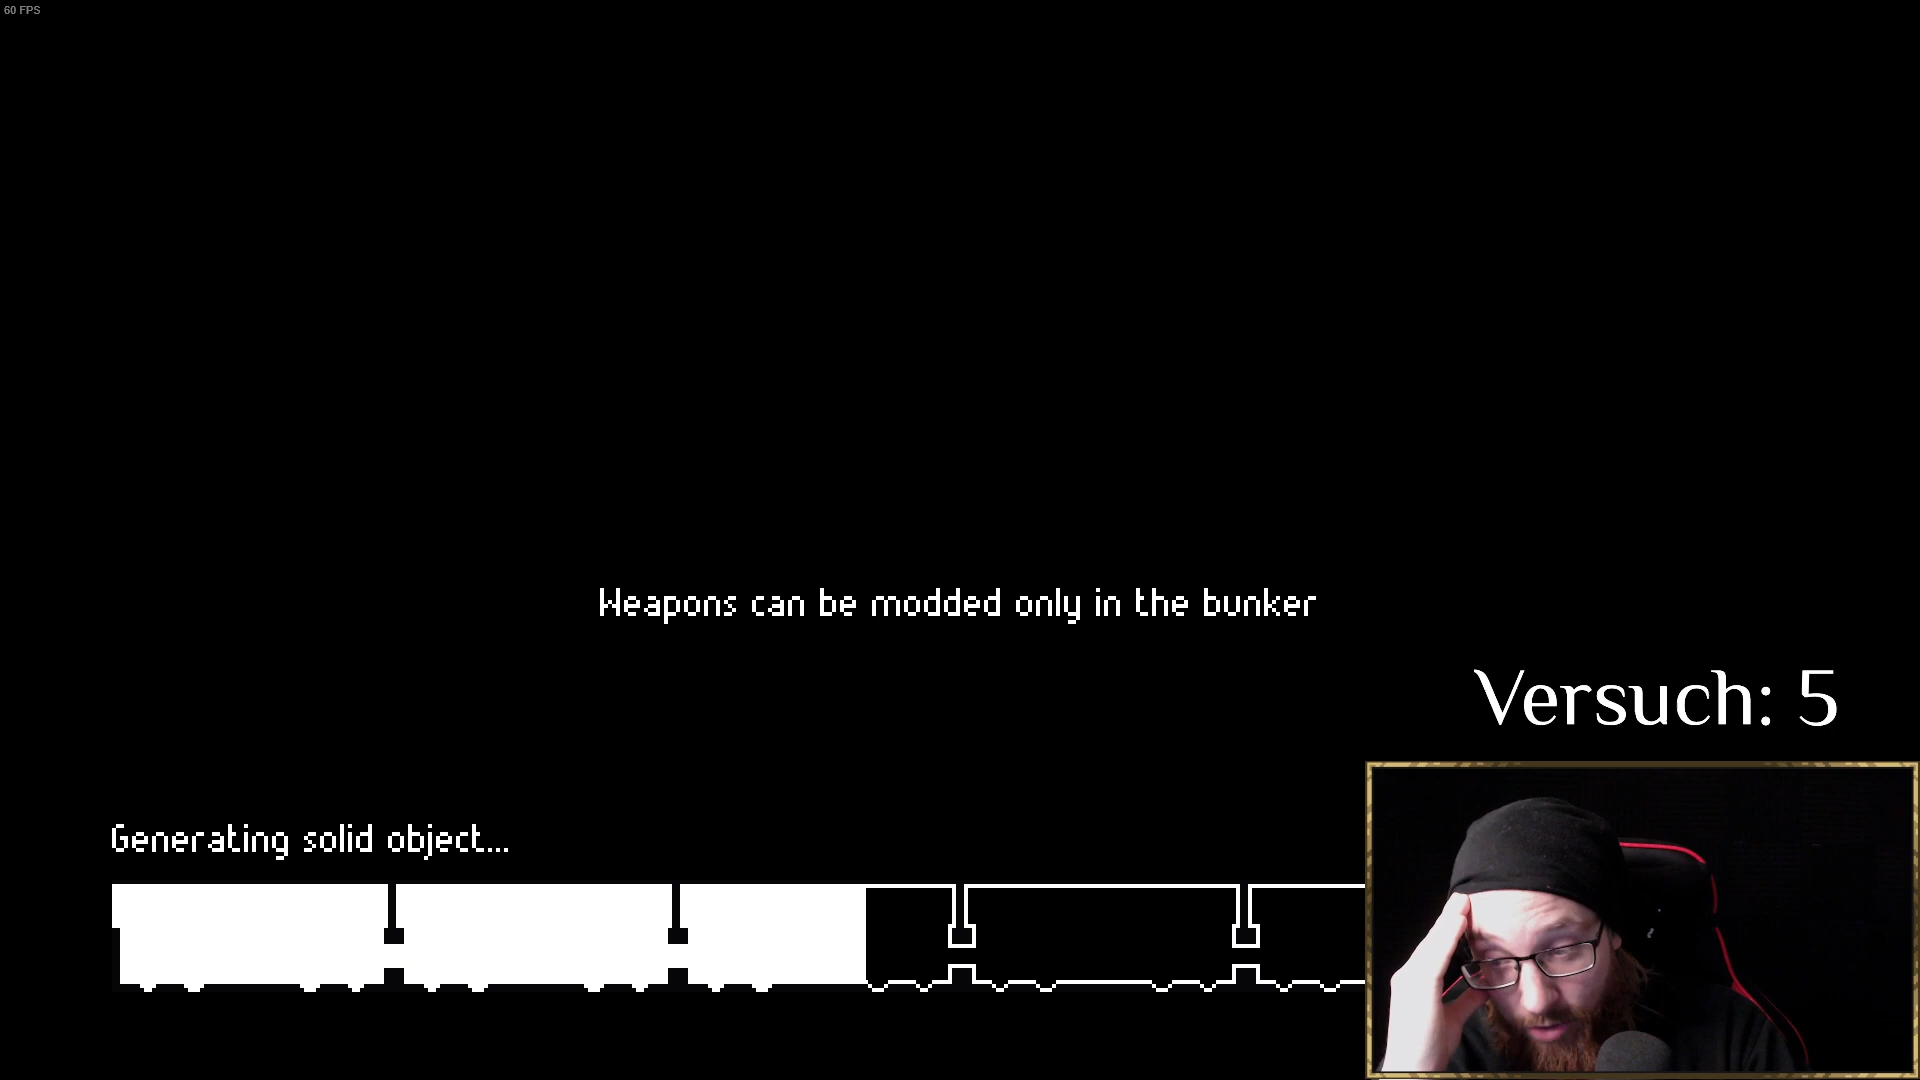 60 FPS
Weapons can be modded only in the bunker
Versuch: 5
Generating solid object...